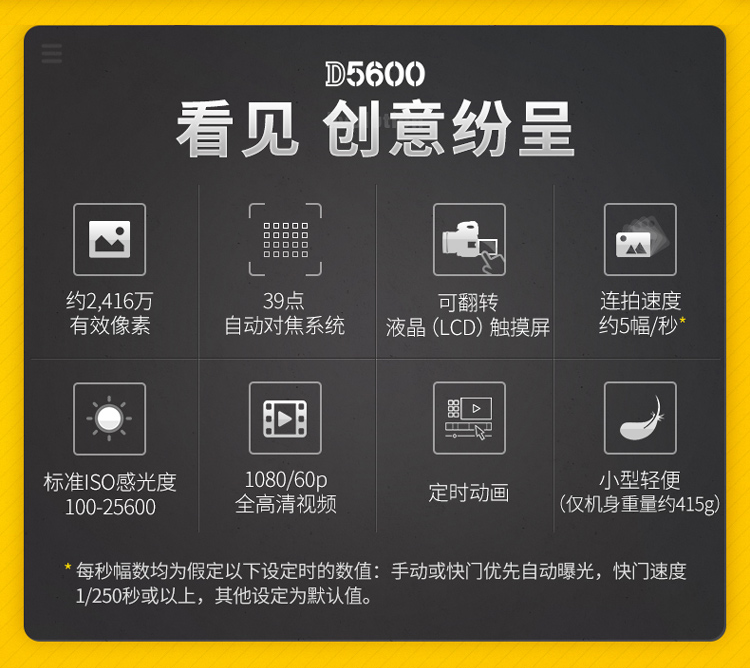 D5600
看见 创意纷呈
约2,416万
有效像素
39点
自动对焦系统
可翻转
液晶（LCD）触摸屏
连拍速度
约5幅/秒*
标准ISO感光度
100-25600
1080/60p
全高清视频
定时动画
小型轻便
（仅机身重量约415g）
* 每秒幅数均为假定以下设定时的数值：手动或快门优先自动曝光，快门速度
1/250秒或以上，其他设定为默认值。